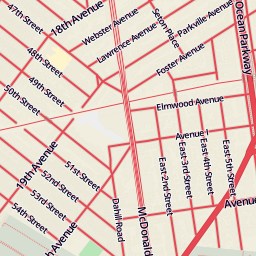 47th Street
18th Avenue
Webster Avenue
Seton Place
Parkville Avenue
Ocean Parkway
Lawrence Avenue
48th Street
Foster Avenue
49th Street
50th Street
Elmwood Avenue
Avenue I
19th Avenue
51st Street
52nd Street
53rd Street
54th Street
East 2nd Street
East 3rd Street
East 4th Street
East 5th Street
Dahill Road
McDonald
Avenue
h Avenue